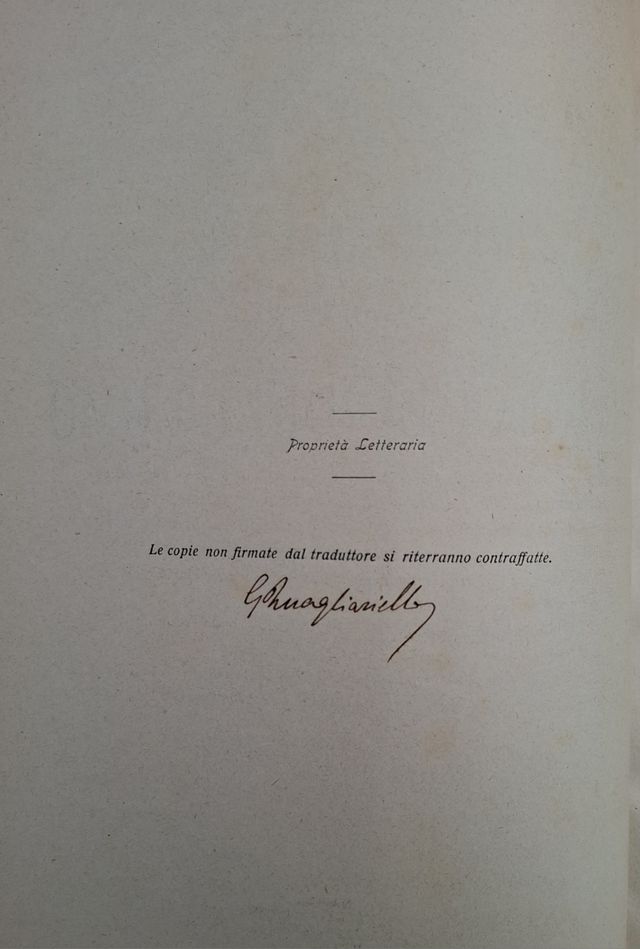 Proprietà Letteraria
Le copie non firmate dal traduttore si riterranno contraffatte.